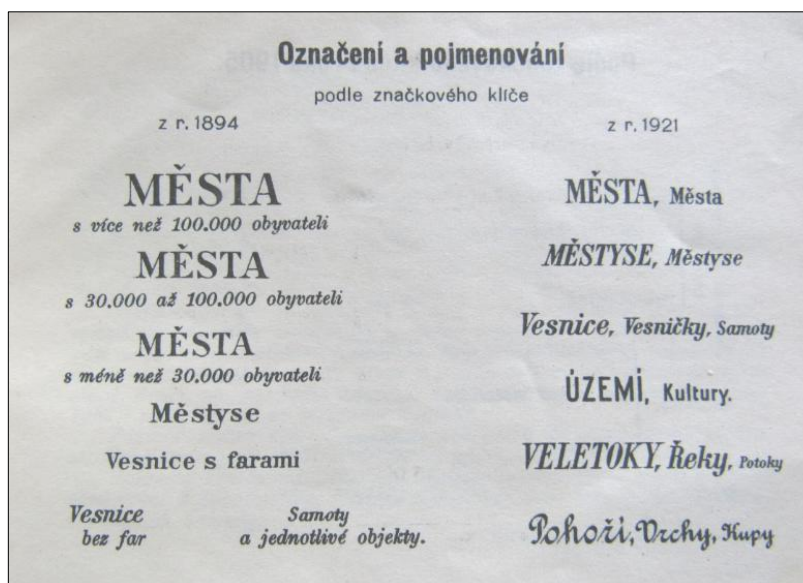 Označení a pojmenování
podle značkového klíče
z r. 1894
MĚSTA
s více než 100.000 obyvateli
MĚSTA
s 30.000 až 100.000 obyvateli
MĚSTA
s méně než 30.000 obyvateli
Městyse
Vesnice s farami
Vesnice
bez far
Samoty
a jednotlivé objekty.
z r. 1921
MĚSTA, Města
MĚSTYSE, Městyse
Vesnice, Vesničky, Samoty
ÚZEMÍ, Kultury.
VELETOKY, Řeky, Potoky
Pohoří, Vrchy, Kupy